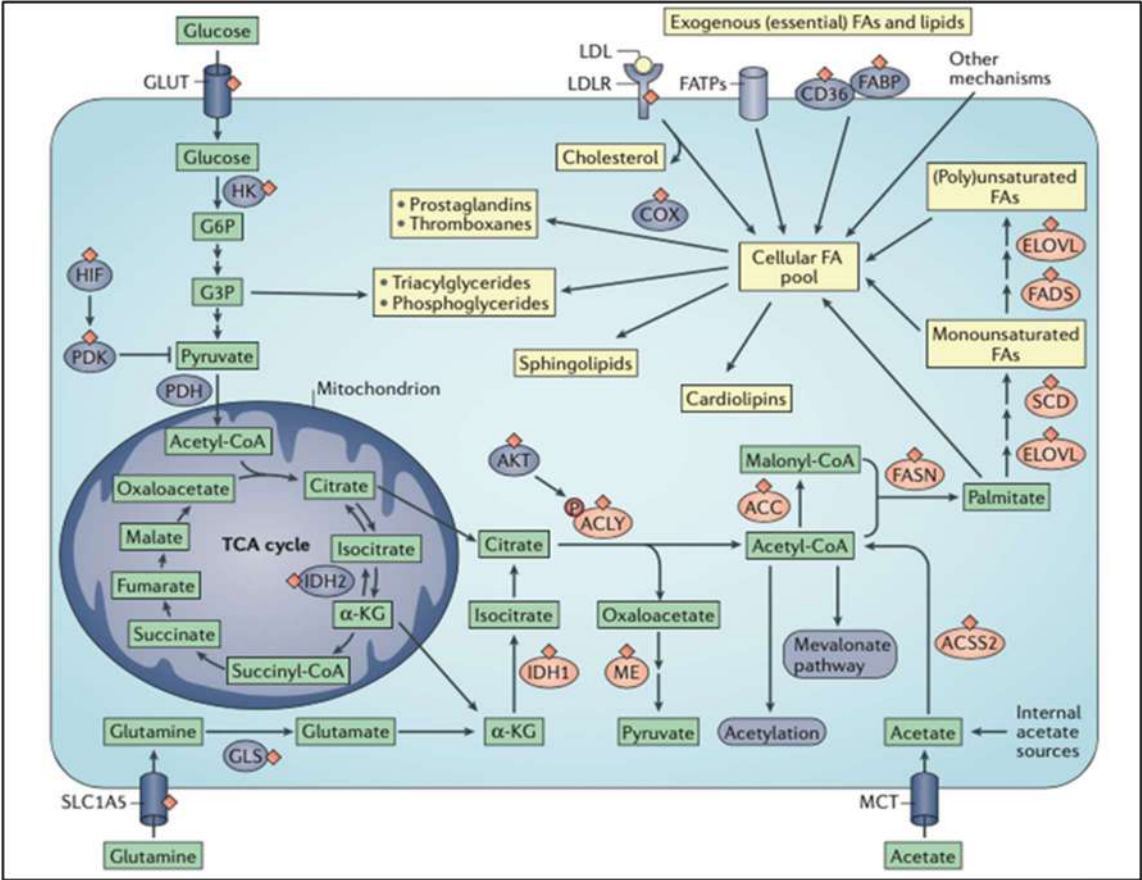 Glucose
Exogenous (essential) FAs and lipids
GLUT
LDL
LDLR
FATPs
CD36
FABP
Other
mechanisms
Glucose
HK
G6P
G3P
HIF
PDK
Pyruvate
PDH
Cholesterol
• Prostaglandins
• Thromboxanes
COX
• Triacylglycerides
• Phosphoglycerides
Cellular FA
pool
Sphingolipids
Cardiolipins
(Poly)unsaturated
FAs
ELOVL
FADS
Monounsaturated
FAs
SCD
ELOVL
Palmitate
FASN
Mitochondrion
Acetyl-CoA
Oxaloacetate
Citrate
Malate
TCA cycle
Isocitrate
Fumarate
IDH2
α-KG
Succinate
Succinyl-CoA
AKT
P
ACLY
Citrate
Malonyl-CoA
ACC
Acetyl-CoA
Isocitrate
Oxaloacetate
IDH1
ME
Mevalonate
pathway
ACSS2
Glutamine
GLS
Glutamate
α-KG
Pyruvate
Acetylation
Acetate
Internal
acetate
sources
SLC1A5
MCT
Glutamine
Acetate